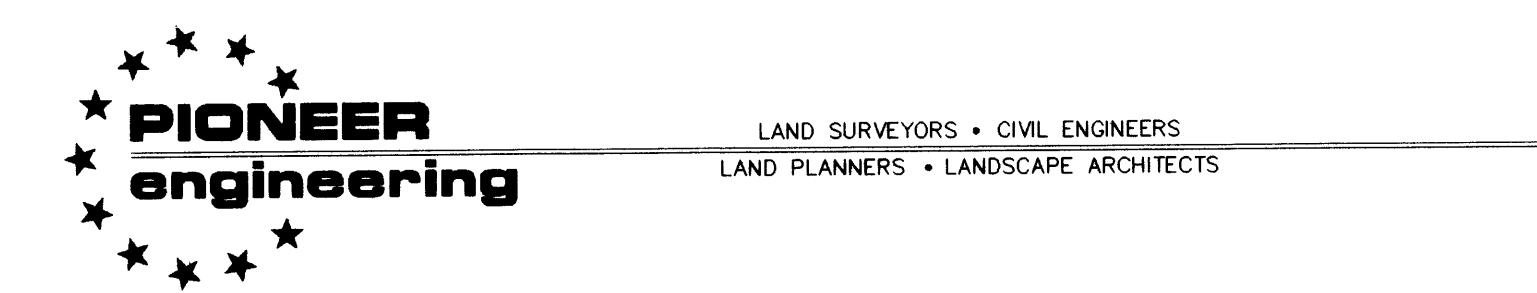 PIONEER
engineering
LAND SURVEYORS • CIVIL ENGINEERS
LAND PLANNERS • LANDSCAPE ARCHITECTS